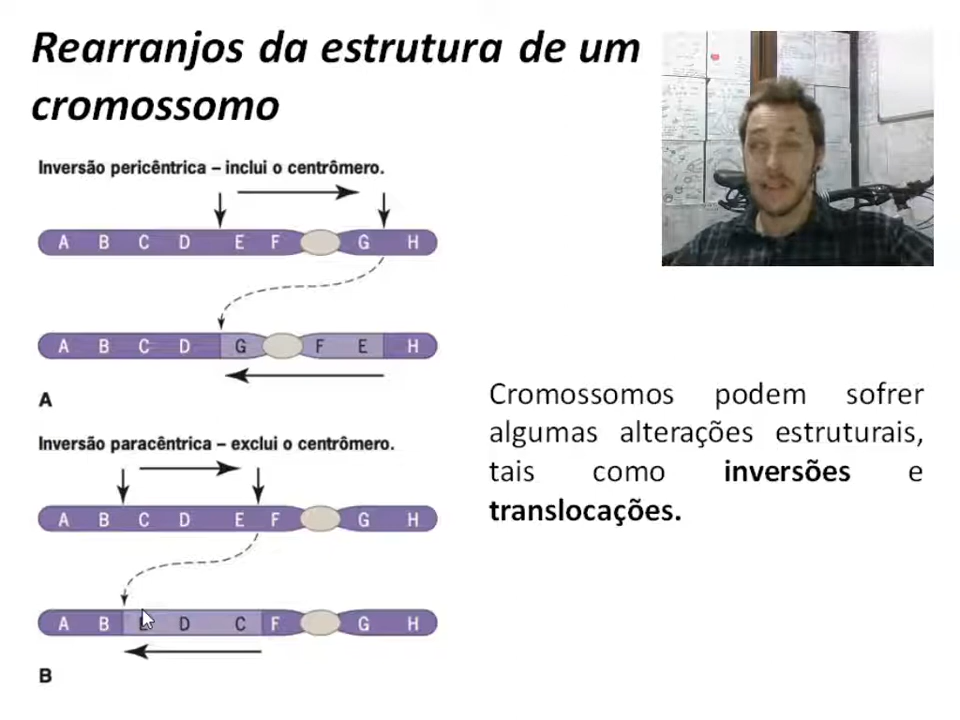 Rearranjos da estrutura de um
cromossomo
Inversão pericêntrica – inclui o centrômero.
A B C D E F G H
A B C D G F E H
A
Inversão paracêntrica – exclui o centrômero.
A B C D E F G H
A B D C F G H
B
Cromossomos podem sofrer
algumas alterações estruturais,
tais como inversões e
translocações.